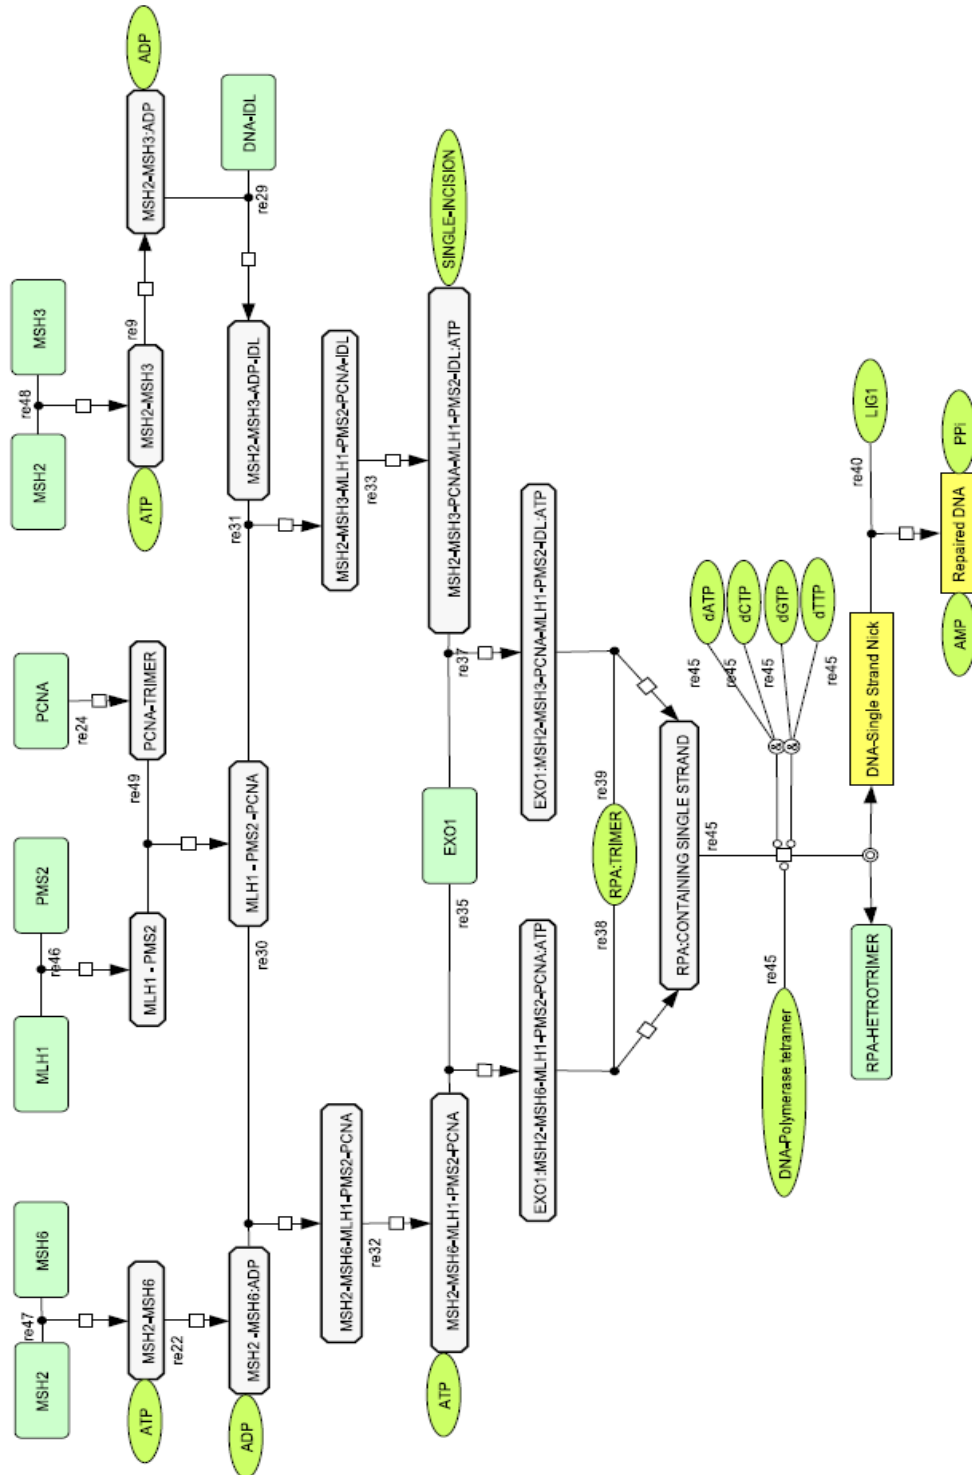 MSH2
MSH6
MLH1
PMS2
PCNA
MSH2
MSH3
re47
re46
re24
re48
ATP
MSH2-MSH6
MLH1 - PMS2
PCNA-TRIMER
ATP
MSH2-MSH3
MSH2-MSH3:ADP
ADP
re22
re49
re9
ADP
MSH2 -MSH6:ADP
MLH1 - PMS2 -PCNA
MSH2-MSH3-ADP-IDL
DNA-IDL
re30
re31
re29
MSH2-MSH6-MLH1-PMS2-PCNA
MSH2-MSH3-MLH1-PMS2-PCNA-IDL
re32
re33
ATP
MSH2-MSH6-MLH1-PMS2-PCNA
EXO1
MSH2-MSH3-PCNA-MLH1-PMS2-IDL:ATP
SINGLE-INCISION
re35
re37
EXO1:MSH2-MSH6-MLH1-PMS2-PCNA:ATP
EXO1:MSH2-MSH3-PCNA-MLH1-PMS2-IDL:ATP
re38
RPA:TRIMER
re39
RPA:CONTAINING SINGLE STRAND
re45
dATP
dCTP
dGTP
dTTP
re45
re45
re45
re45
&
&
re45
DNA-Polymerase tetramer
RPA-HETROTRIMER
DNA-Single Strand Nick
LIG1
re40
AMP
Repaired DNA
PPi